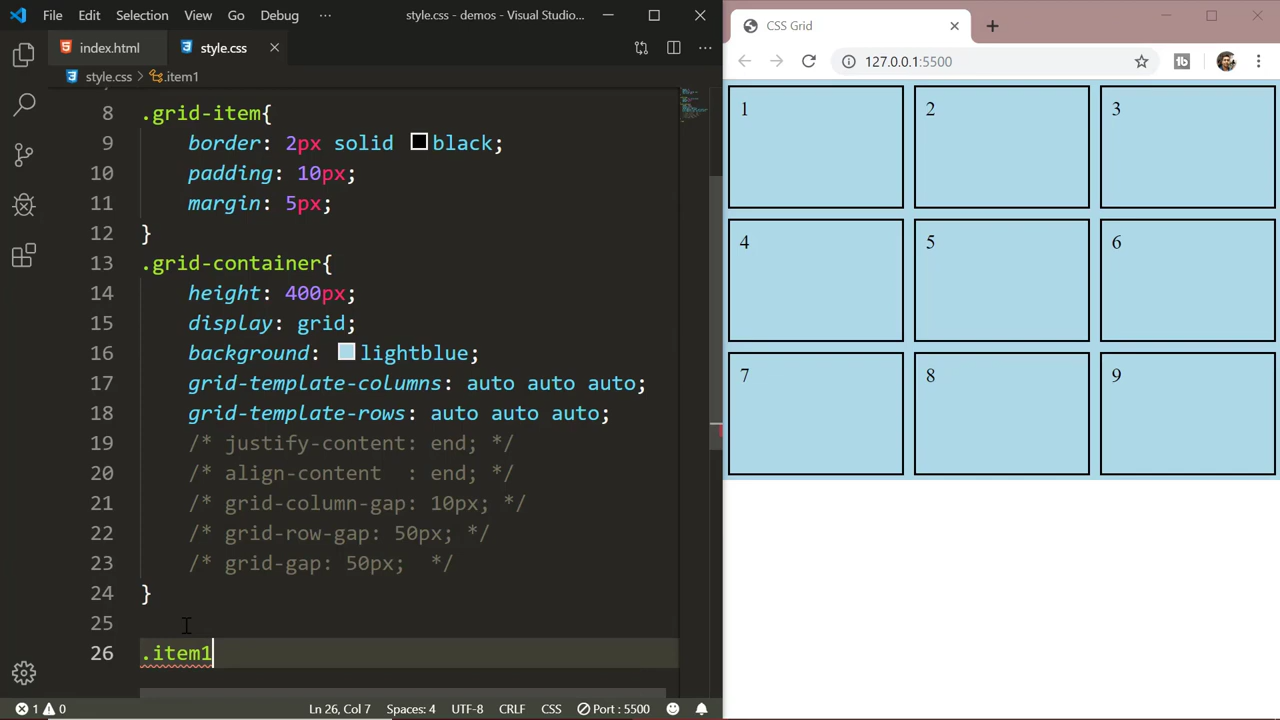 File Edit Selection View Go Debug ··· style.css - demos - Visual Studio...
index.html style.css
style.css > .item1
8 .grid-item{
9 border: 2px solid black;
10 padding: 10px;
11 margin: 5px;
12 }
13 .grid-container{
14 height: 400px;
15 display: grid;
16 background: lightblue;
17 grid-template-columns: auto auto auto;
18 grid-template-rows: auto auto auto;
19 /* justify-content: end; */
20 /* align-content  : end; */
21 /* grid-column-gap: 10px; */
22 /* grid-row-gap: 50px; */
23 /* grid-gap: 50px;  */
24 }
25
26 .item1
1 0 Ln 26, Col 7 Spaces: 4 UTF-8 CRLF CSS Port : 5500
CSS Grid
127.0.0.1:5500
1 2 3
4 5 6
7 8 9